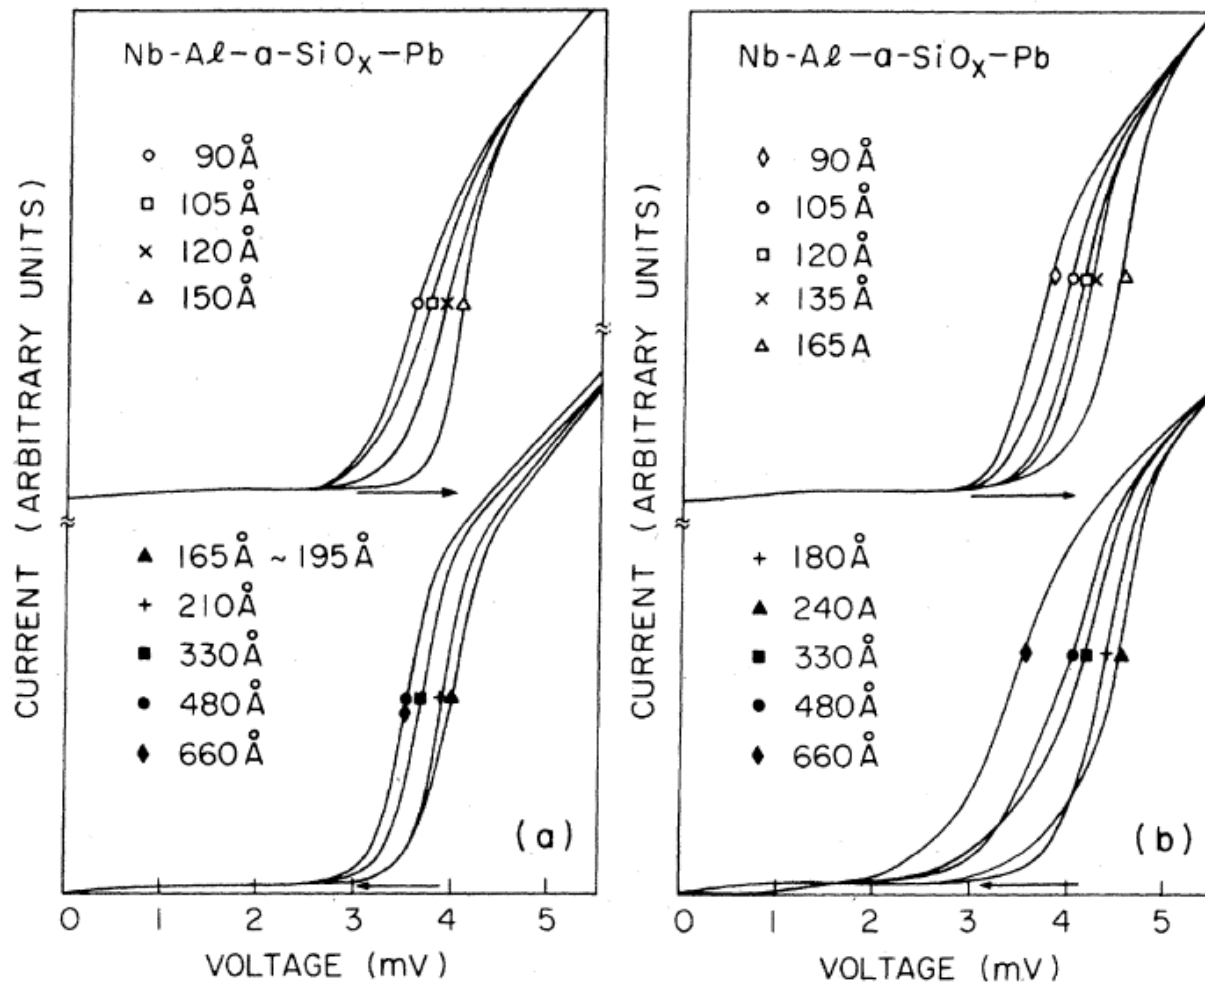 CURRENT (ARBITRARY UNITS)
Nb-Aℓ-a-SiOₓ-Pb
90Å
105Å
120Å
150Å
165Å ~ 195Å
210Å
330Å
480Å
660Å
(a)
0 1 2 3 4 5
VOLTAGE (mV)
CURRENT (ARBITRARY UNITS)
Nb-Aℓ-a-SiOₓ-Pb
90Å
105Å
120Å
135Å
165A
180Å
240A
330Å
480Å
660Å
(b)
0 1 2 3 4 5
VOLTAGE (mV)